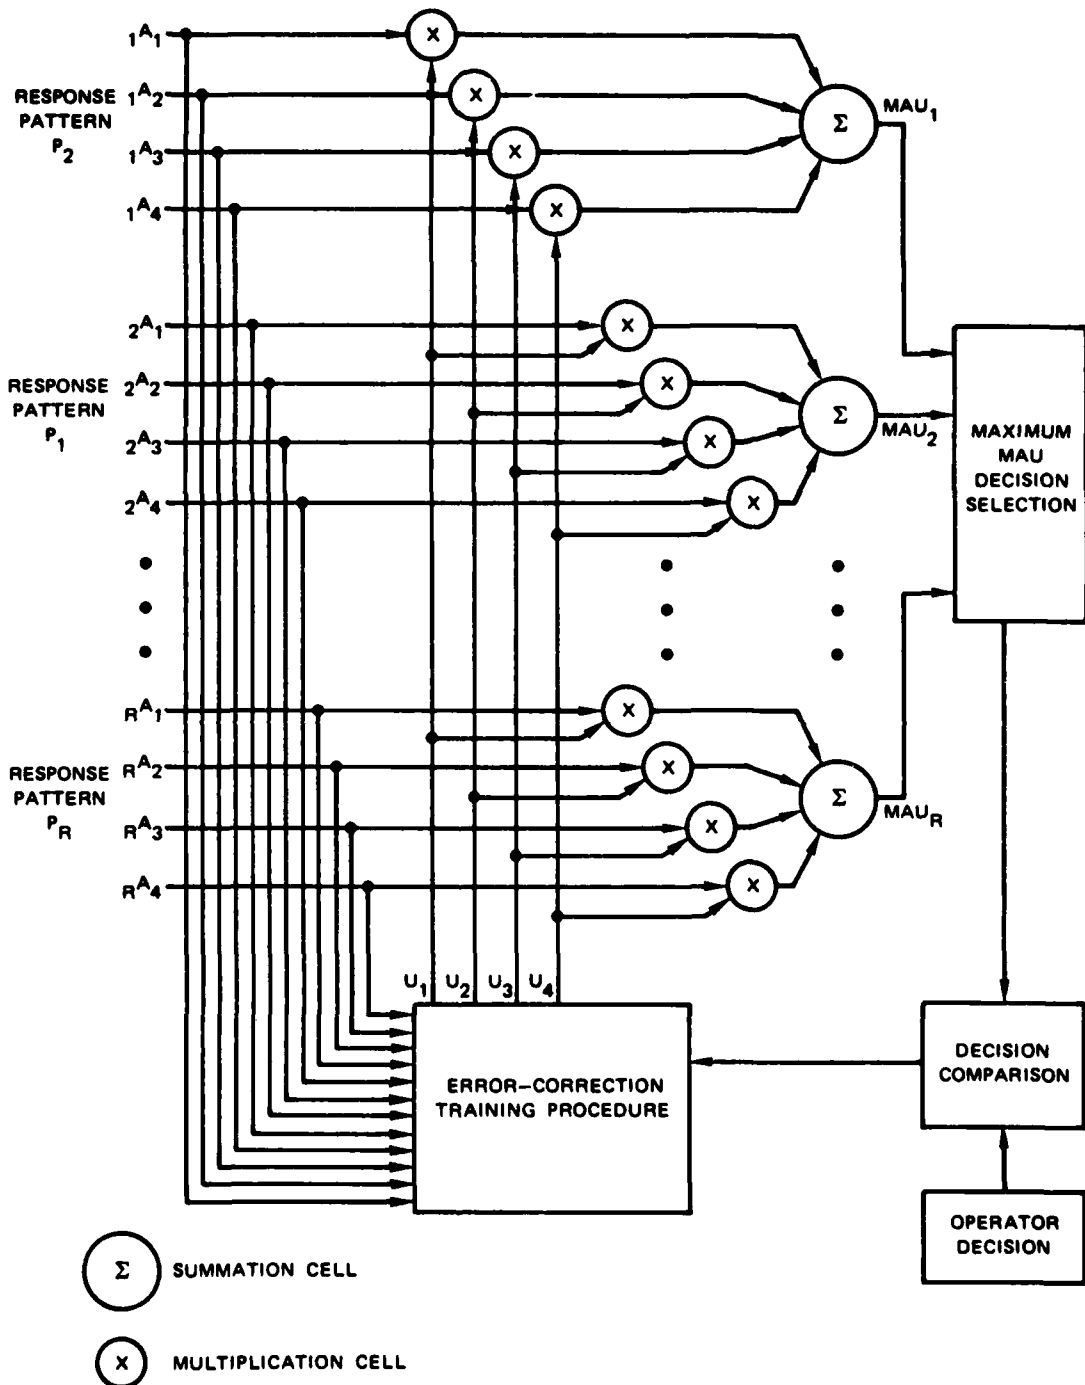 ₁A₁
X
RESPONSE PATTERN P₂
₁A₂
X
₁A₃
X
₁A₄
X
Σ
MAU₁
₂A₁
X
RESPONSE PATTERN P₁
₂A₂
X
₂A₃
X
₂A₄
X
Σ
MAU₂
MAXIMUM
MAU
DECISION
SELECTION
RA₁
X
RESPONSE PATTERN PR
RA₂
X
RA₃
X
RA₄
X
Σ
MAUR
U₁ U₂ U₃ U₄
ERROR-CORRECTION
TRAINING PROCEDURE
DECISION
COMPARISON
OPERATOR
DECISION
Σ SUMMATION CELL
X MULTIPLICATION CELL